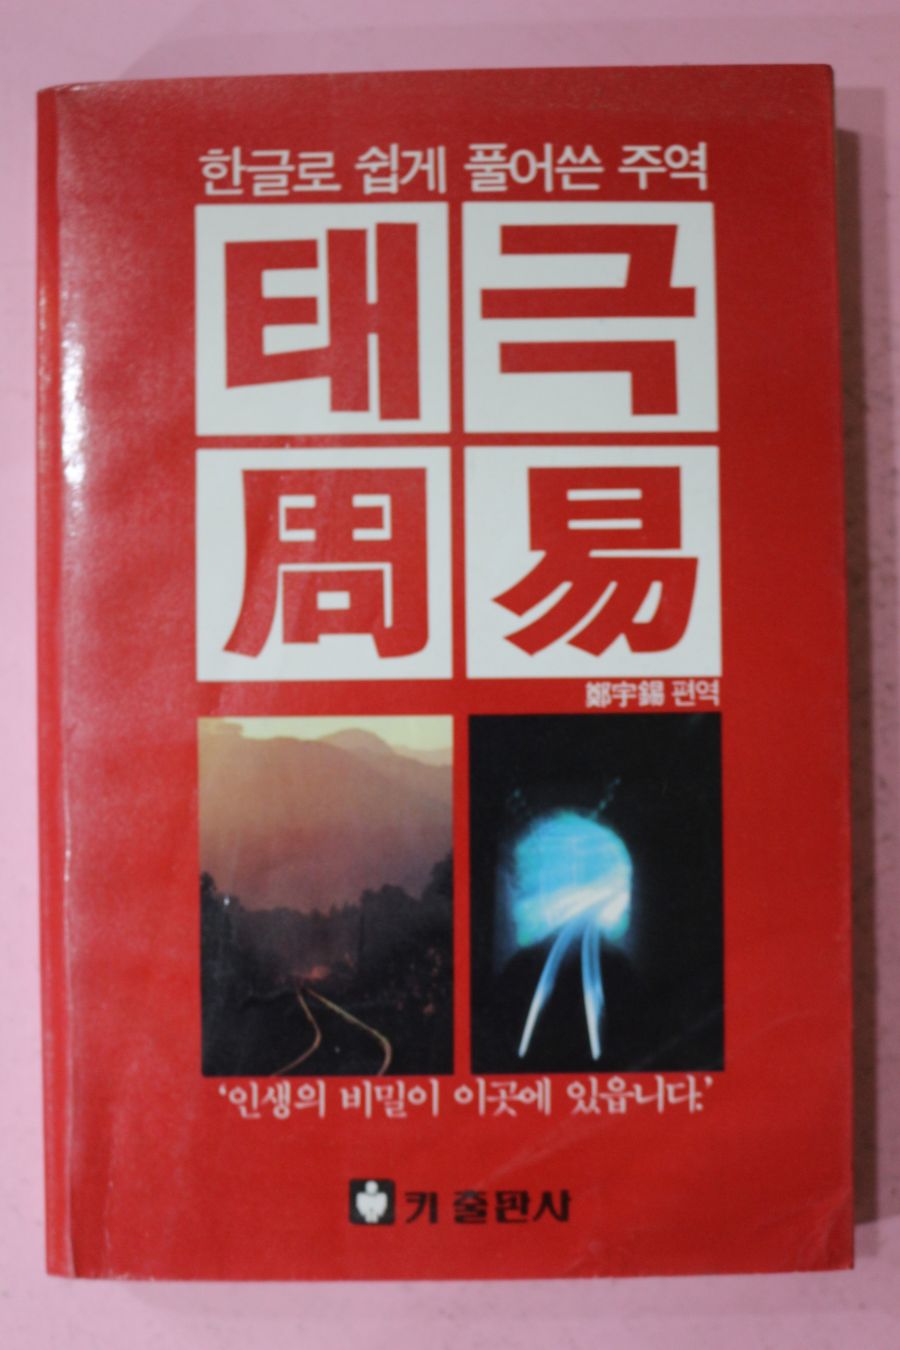 한글로 쉽게 풀어쓴 주역
태극
周易
鄭宇錫 편역
‘인생의 비밀이 이곳에 있읍니다.’
키 출판사